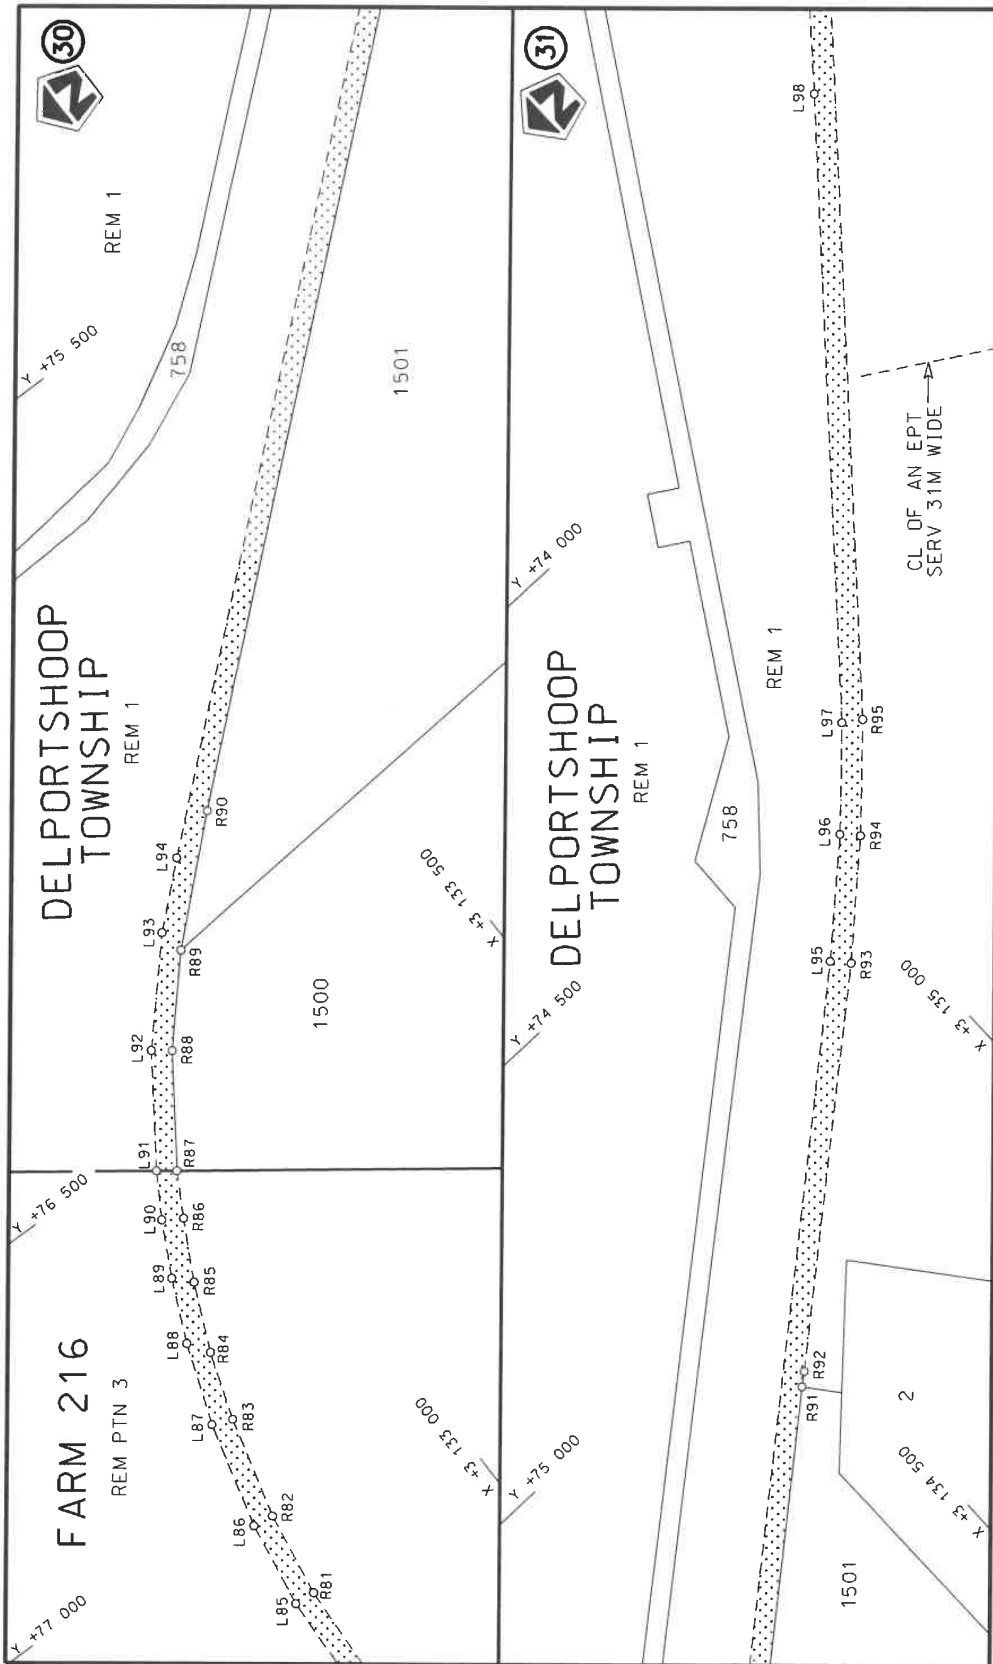 30
Y +77 000
Y +76 500
Y +75 500
FARM 216
REM PTN 3
DELPORTSHOOP
TOWNSHIP
REM 1
REM 1
758
L85
L86
L87
L88
L89
L90
L91
L92
L93
L94
R81
R82
R83
R84
R85
R86
R87
R88
R89
R90
1500
1501
X +3 133 000
X +3 133 500
31
Y +75 000
Y +74 500
Y +74 000
DELPORTSHOOP
TOWNSHIP
REM 1
758
REM 1
L95
L96
L97
L98
R91
R92
R93
R94
R95
1501
2
X +3 134 500
X +3 135 000
CL OF AN EPT
SERV 31M WIDE